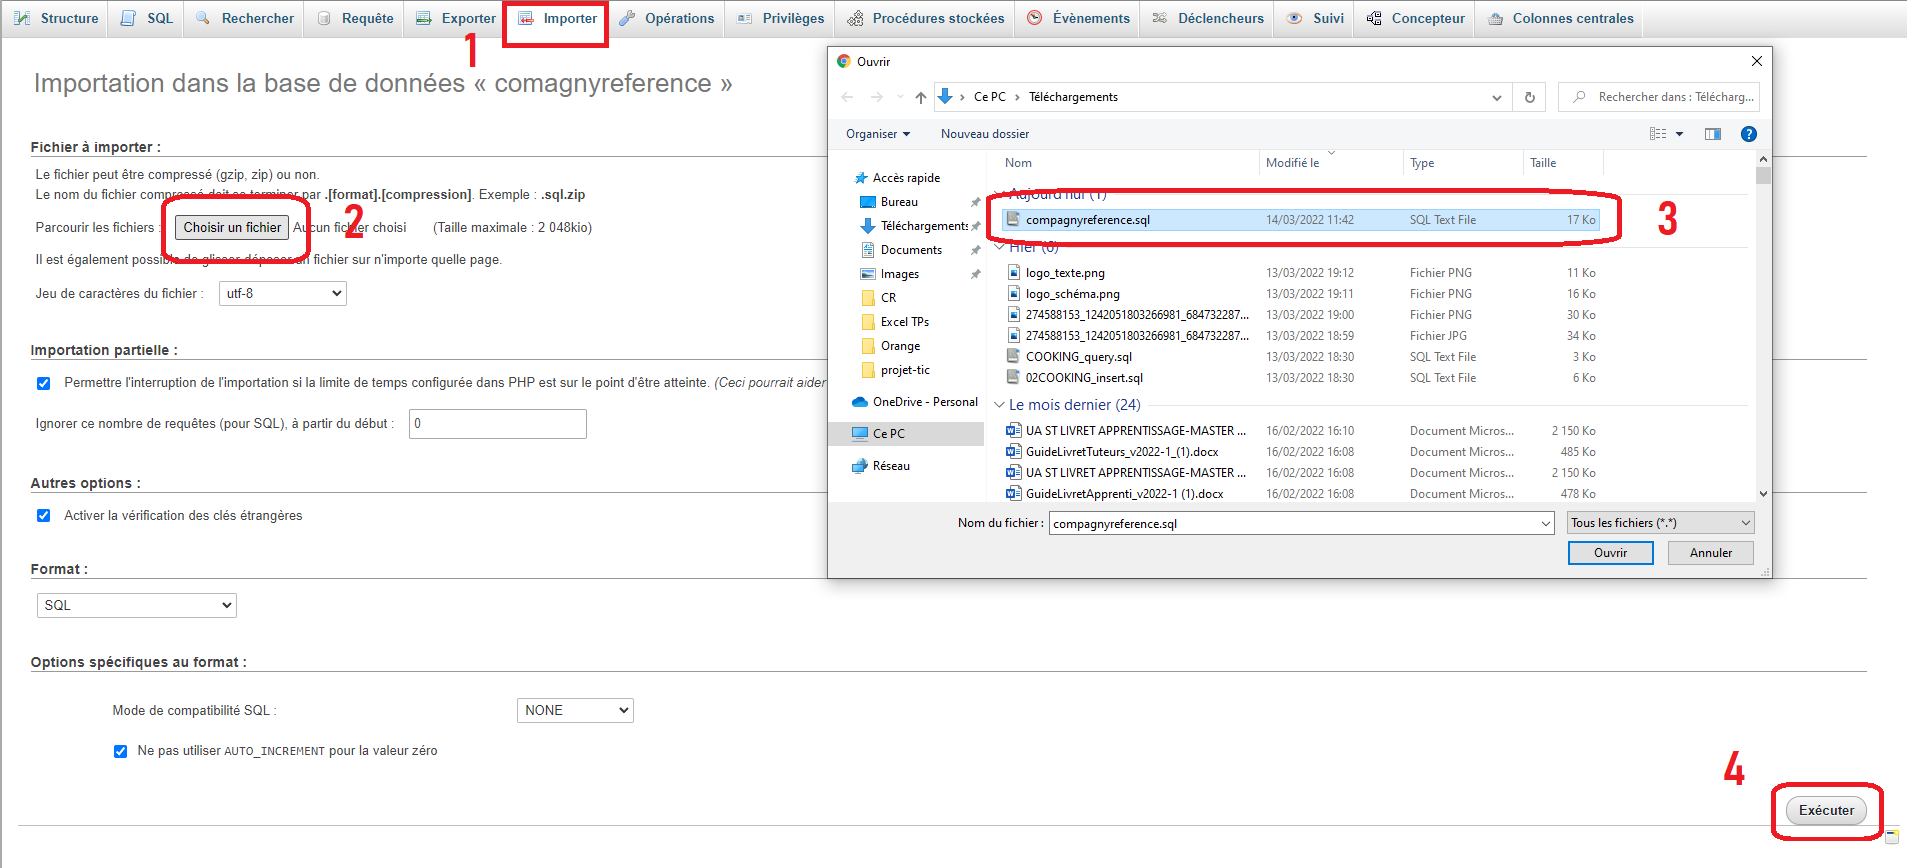 Structure SQL Rechercher Requête Exporter Importer Opérations Privilèges Procédures stockées Évènements Déclencheurs Suivi Concepteur Colonnes centrales
1
Importation dans la base de données « comagnyreference »
Fichier à importer :
Le fichier peut être compressé (gzip, zip) ou non.
Le nom du fichier compressé doit se terminer par .[format].[compression]. Exemple : .sql.zip
Parcourir les fichiers : Choisir un fichier Aucun fichier choisi (Taille maximale : 2 048kio)
2
Il est également possible de glisser-déposer un fichier sur n'importe quelle page.
Jeu de caractères du fichier : utf-8
Importation partielle :
Permettre l'interruption de l'importation si la limite de temps configurée dans PHP est sur le point d'être atteinte. (Ceci pourrait aider
Ignorer ce nombre de requêtes (pour SQL), à partir du début : 0
Autres options :
Activer la vérification des clés étrangères
Format :
SQL
Options spécifiques au format :
Mode de compatibilité SQL : NONE
Ne pas utiliser AUTO_INCREMENT pour la valeur zéro
4
Exécuter
Ouvrir
Ce PC › Téléchargements
Rechercher dans : Télécharg...
Organiser Nouveau dossier
Accès rapide
Bureau
Téléchargements
Documents
Images
CR
Excel TPs
Orange
projet-tic
OneDrive - Personal
Ce PC
Réseau
Nom Modifié le Type Taille
Aujourd'hui (1)
compagnyreference.sql 14/03/2022 11:42 SQL Text File 17 Ko
3
Hier (6)
logo_texte.png 13/03/2022 19:12 Fichier PNG 11 Ko
logo_schéma.png 13/03/2022 19:11 Fichier PNG 16 Ko
274588153_1242051803266981_684732287... 13/03/2022 19:00 Fichier PNG 30 Ko
274588153_1242051803266981_684732287... 13/03/2022 18:59 Fichier JPG 34 Ko
COOKING_query.sql 13/03/2022 18:30 SQL Text File 3 Ko
02COOKING_insert.sql 13/03/2022 18:30 SQL Text File 6 Ko
Le mois dernier (24)
UA ST LIVRET APPRENTISSAGE-MASTER ... 16/02/2022 16:10 Document Micros... 2 150 Ko
GuideLivretTuteurs_v2022-1_(1).docx 16/02/2022 16:08 Document Micros... 485 Ko
UA ST LIVRET APPRENTISSAGE-MASTER ... 16/02/2022 16:08 Document Micros... 2 150 Ko
GuideLivretApprenti_v2022-1 (1).docx 16/02/2022 16:08 Document Micros... 478 Ko
Nom du fichier : compagnyreference.sql Tous les fichiers (*.*)
Ouvrir Annuler